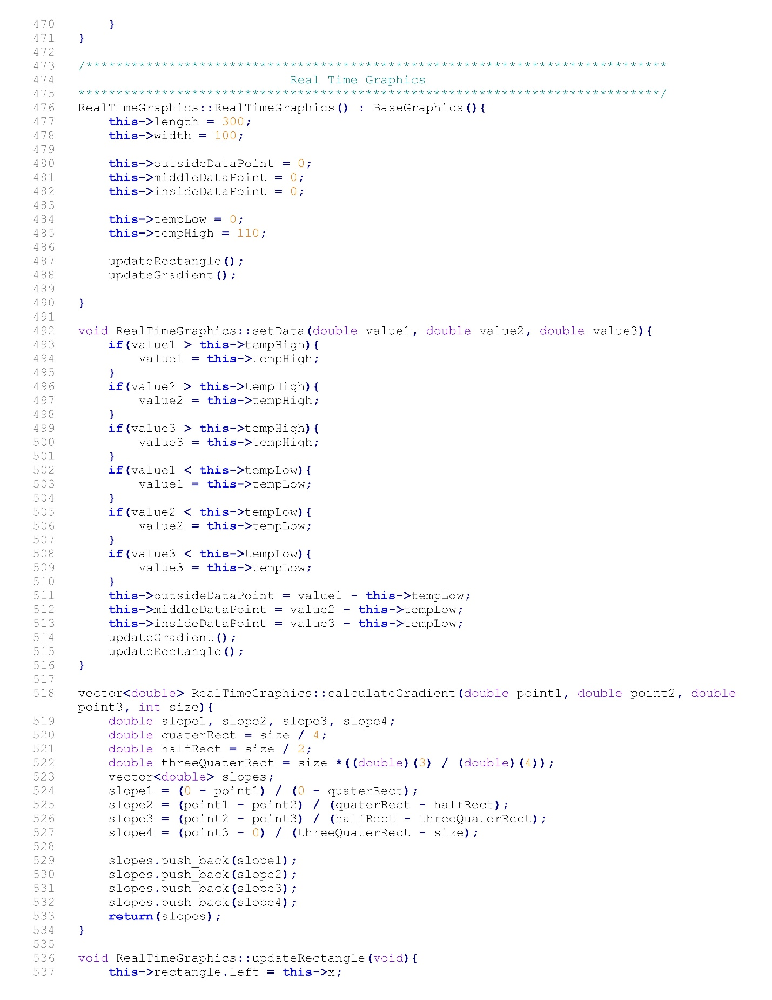 470        }
471    }
472
473    /*****************************************************************************
474                                Real Time Graphics
475    *****************************************************************************/
476    RealTimeGraphics::RealTimeGraphics() : BaseGraphics(){
477        this->length = 300;
478        this->width = 100;
479
480        this->outsideDataPoint = 0;
481        this->middleDataPoint = 0;
482        this->insideDataPoint = 0;
483
484        this->tempLow = 0;
485        this->tempHigh = 110;
486
487        updateRectangle();
488        updateGradient();
489
490    }
491
492    void RealTimeGraphics::setData(double value1, double value2, double value3){
493        if(value1 > this->tempHigh){
494            value1 = this->tempHigh;
495        }
496        if(value2 > this->tempHigh){
497            value2 = this->tempHigh;
498        }
499        if(value3 > this->tempHigh){
500            value3 = this->tempHigh;
501        }
502        if(value1 < this->tempLow){
503            value1 = this->tempLow;
504        }
505        if(value2 < this->tempLow){
506            value2 = this->tempLow;
507        }
508        if(value3 < this->tempLow){
509            value3 = this->tempLow;
510        }
511        this->outsideDataPoint = value1 - this->tempLow;
512        this->middleDataPoint = value2 - this->tempLow;
513        this->insideDataPoint = value3 - this->tempLow;
514        updateGradient();
515        updateRectangle();
516    }
517
518    vector<double> RealTimeGraphics::calculateGradient(double point1, double point2, double
       point3, int size){
519        double slope1, slope2, slope3, slope4;
520        double quaterRect = size / 4;
521        double halfRect = size / 2;
522        double threeQuaterRect = size *((double)(3) / (double)(4));
523        vector<double> slopes;
524        slope1 = (0 - point1) / (0 - quaterRect);
525        slope2 = (point1 - point2) / (quaterRect - halfRect);
526        slope3 = (point2 - point3) / (halfRect - threeQuaterRect);
527        slope4 = (point3 - 0) / (threeQuaterRect - size);
528
529        slopes.push_back(slope1);
530        slopes.push_back(slope2);
531        slopes.push_back(slope3);
532        slopes.push_back(slope4);
533        return(slopes);
534    }
535
536    void RealTimeGraphics::updateRectangle(void){
537        this->rectangle.left = this->x;